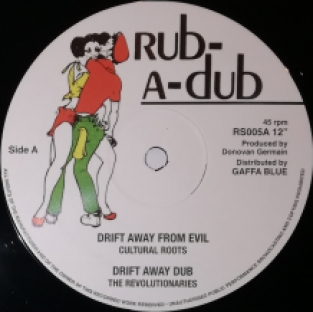 RUB-
A-dub
45 rpm
RS005A 12"
Produced by
Donovan Germain
Distributed by
GAFFA BLUE
Side A
DRIFT AWAY FROM EVIL
CULTURAL ROOTS
DRIFT AWAY DUB
THE REVOLUTIONARIES